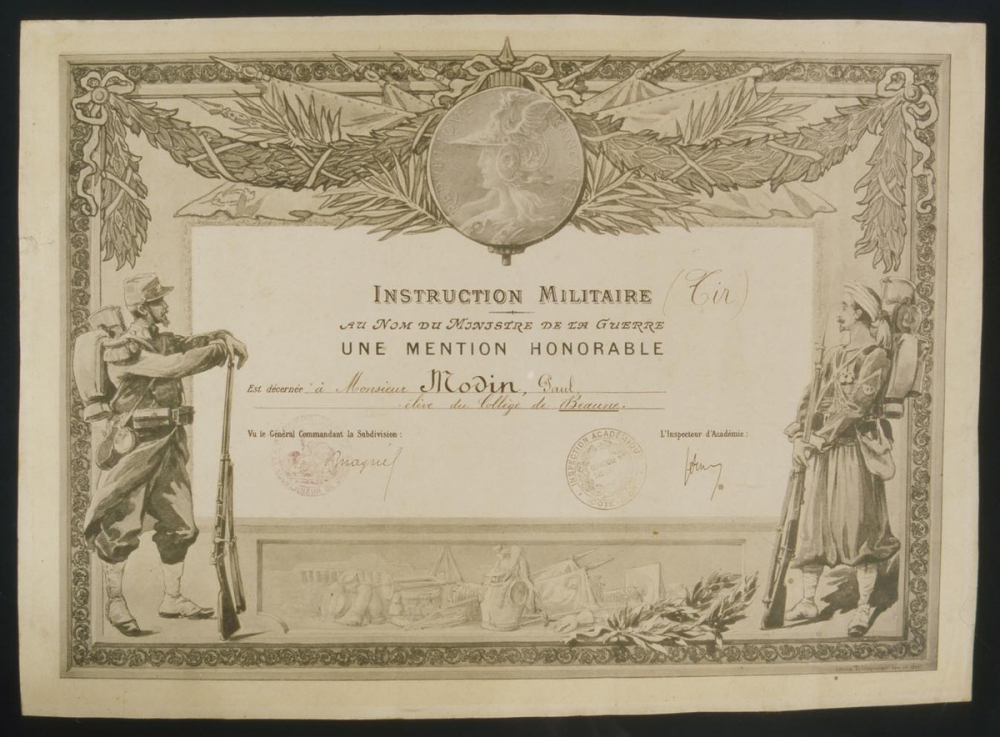 INSTRUCTION MILITAIRE (Tir)
AU NOM DU MINISTRE DE LA GUERRE
UNE MENTION HONORABLE
Est décernée à Monsieur Modin, Paul,
élève du Collège de Beaune.
Vu le Général Commandant la Subdivision :
L'Inspecteur d'Académie :
INSPECTION ACADÉMIQUE